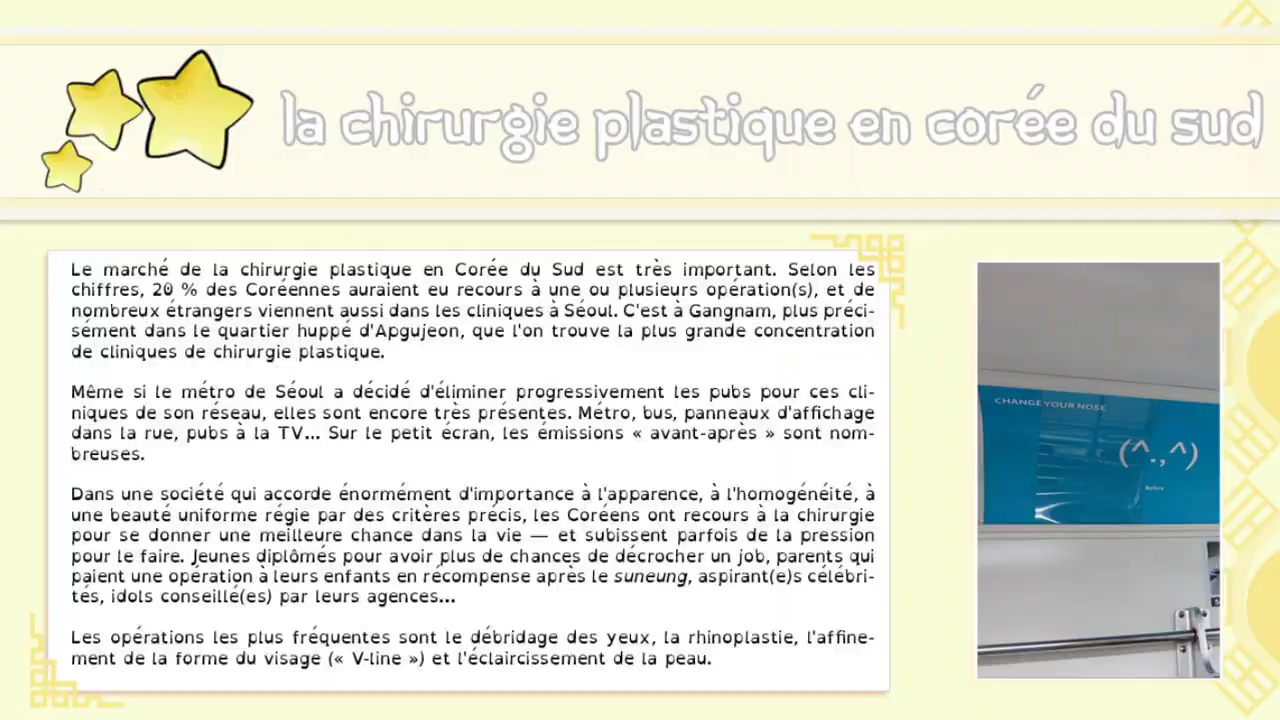 la chirurgie plastique en corée du sud
Le marché de la chirurgie plastique en Corée du Sud est très important. Selon les
chiffres, 20 % des Coréennes auraient eu recours à une ou plusieurs opération(s), et de
nombreux étrangers viennent aussi dans les cliniques à Séoul. C'est à Gangnam, plus préci-
sément dans le quartier huppé d'Apgujeon, que l'on trouve la plus grande concentration
de cliniques de chirurgie plastique.
Même si le métro de Séoul a décidé d'éliminer progressivement les pubs pour ces cli-
niques de son réseau, elles sont encore très présentes. Métro, bus, panneaux d'affichage
dans la rue, pubs à la TV... Sur le petit écran, les émissions « avant-après » sont nom-
breuses.
Dans une société qui accorde énormément d'importance à l'apparence, à l'homogénéité, à
une beauté uniforme régie par des critères précis, les Coréens ont recours à la chirurgie
pour se donner une meilleure chance dans la vie — et subissent parfois de la pression
pour le faire. Jeunes diplômés pour avoir plus de chances de décrocher un job, parents qui
paient une opération à leurs enfants en récompense après le suneung, aspirant(e)s célébri-
tés, idols conseillé(es) par leurs agences...
Les opérations les plus fréquentes sont le débridage des yeux, la rhinoplastie, l'affine-
ment de la forme du visage (« V-line ») et l'éclaircissement de la peau.
CHANGE YOUR NOSE
(^.,^)
Before